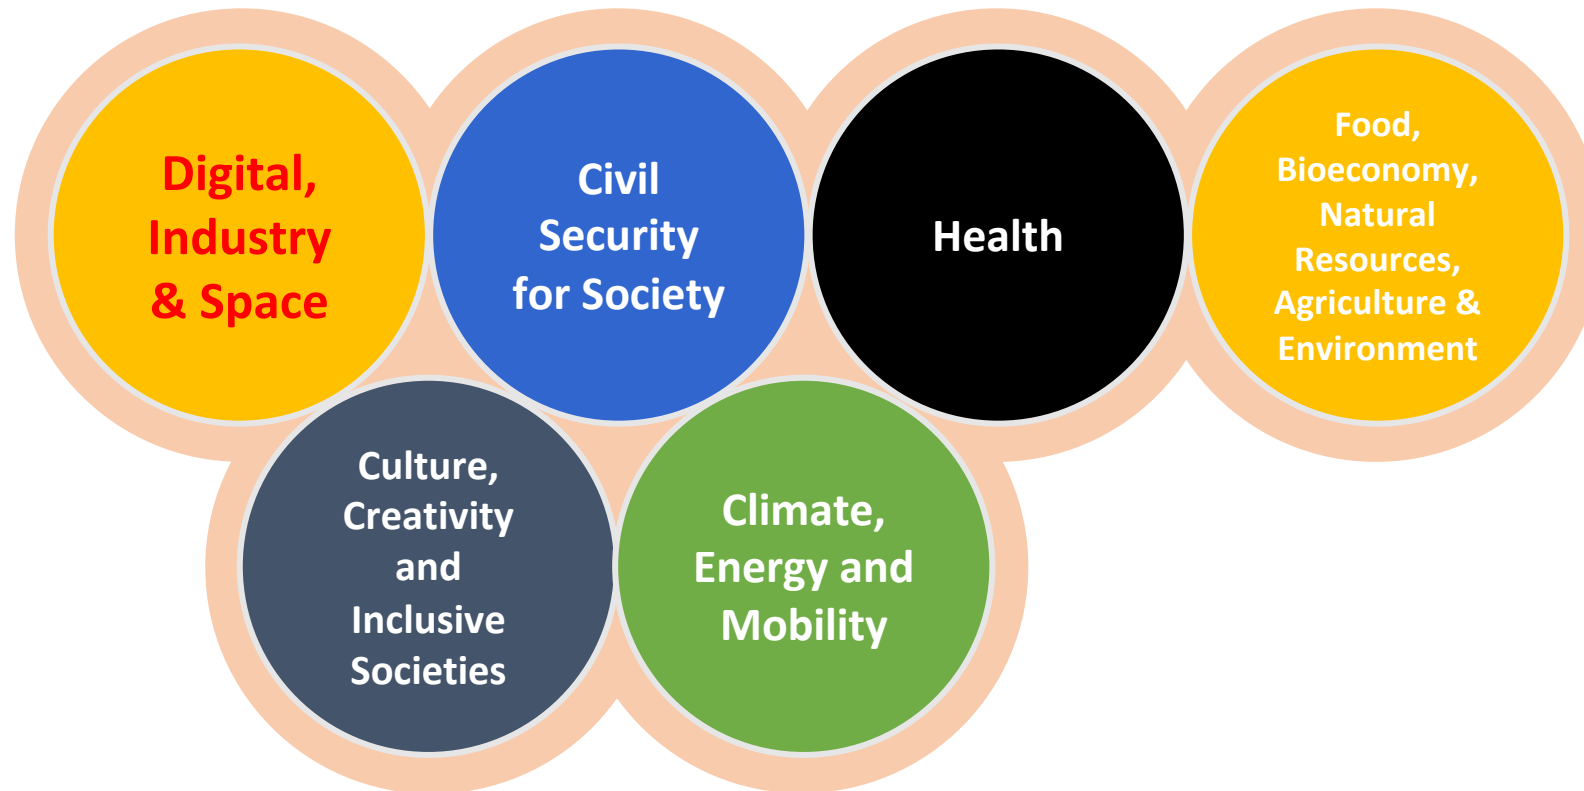 Digital,
Industry
& Space
Civil
Security
for Society
Health
Food,
Bioeconomy,
Natural
Resources,
Agriculture &
Environment
Culture,
Creativity
and
Inclusive
Societies
Climate,
Energy and
Mobility